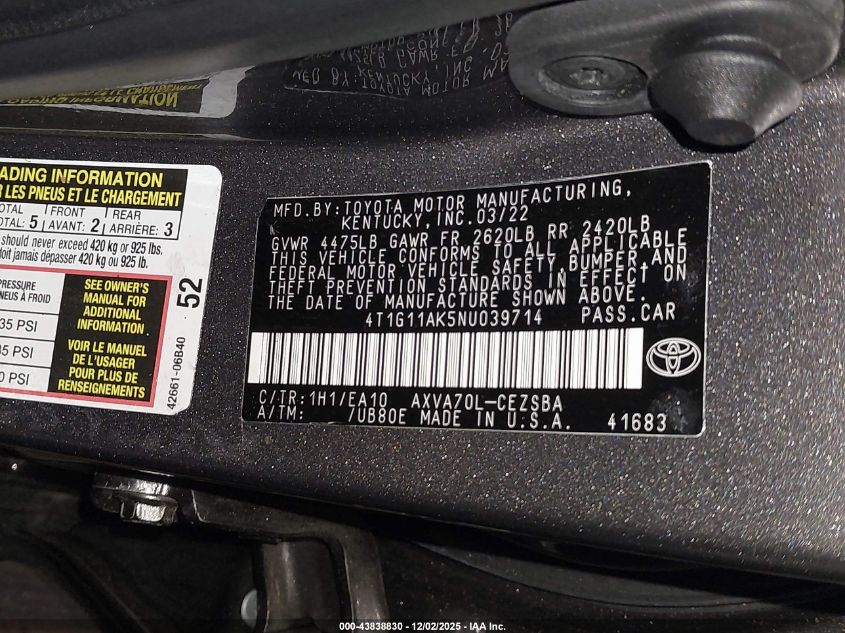 ADING INFORMATION
R LES PNEUS ET LE CHARGEMENT
OTAL
TAL: 5
FRONT
AVANT: 2
REAR
ARRIÈRE: 3
should never exceed 420 kg or 925 lbs.
doit jamais dépasser 420 kg ou 925 lb.
PRESSURE
NEUS À FROID
35 PSI
35 PSI
0 PSI
SEE OWNER'S
MANUAL FOR
ADDITIONAL
INFORMATION
VOIR LE MANUEL
DE L'USAGER
POUR PLUS DE
RENSEIGNEMENTS
52
42661-06B40
MFD.BY:TOYOTA MOTOR MANUFACTURING,
KENTUCKY, INC.03/22
GVWR 4475LB GAWR FR 2620LB RR 2420LB
THIS VEHICLE CONFORMS TO ALL APPLICABLE
FEDERAL MOTOR VEHICLE SAFETY, BUMPER, AND
THEFT PREVENTION STANDARDS IN EFFECT ON
THE DATE OF MANUFACTURE SHOWN ABOVE.
4T1G11AK5NU039714 PASS.CAR
C/TR:1H1/EA10 AXVA70L-CEZSBA
A/TM: /UB80E MADE IN U.S.A. 41683
000-43838830 - 12/02/2025 - IAA Inc.